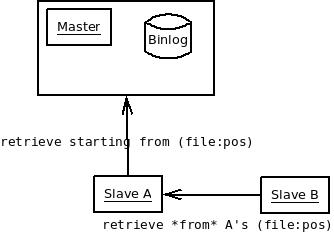 Master
Binlog
retrieve starting from (file:pos)
Slave A
Slave B
retrieve *from* A's (file:pos)